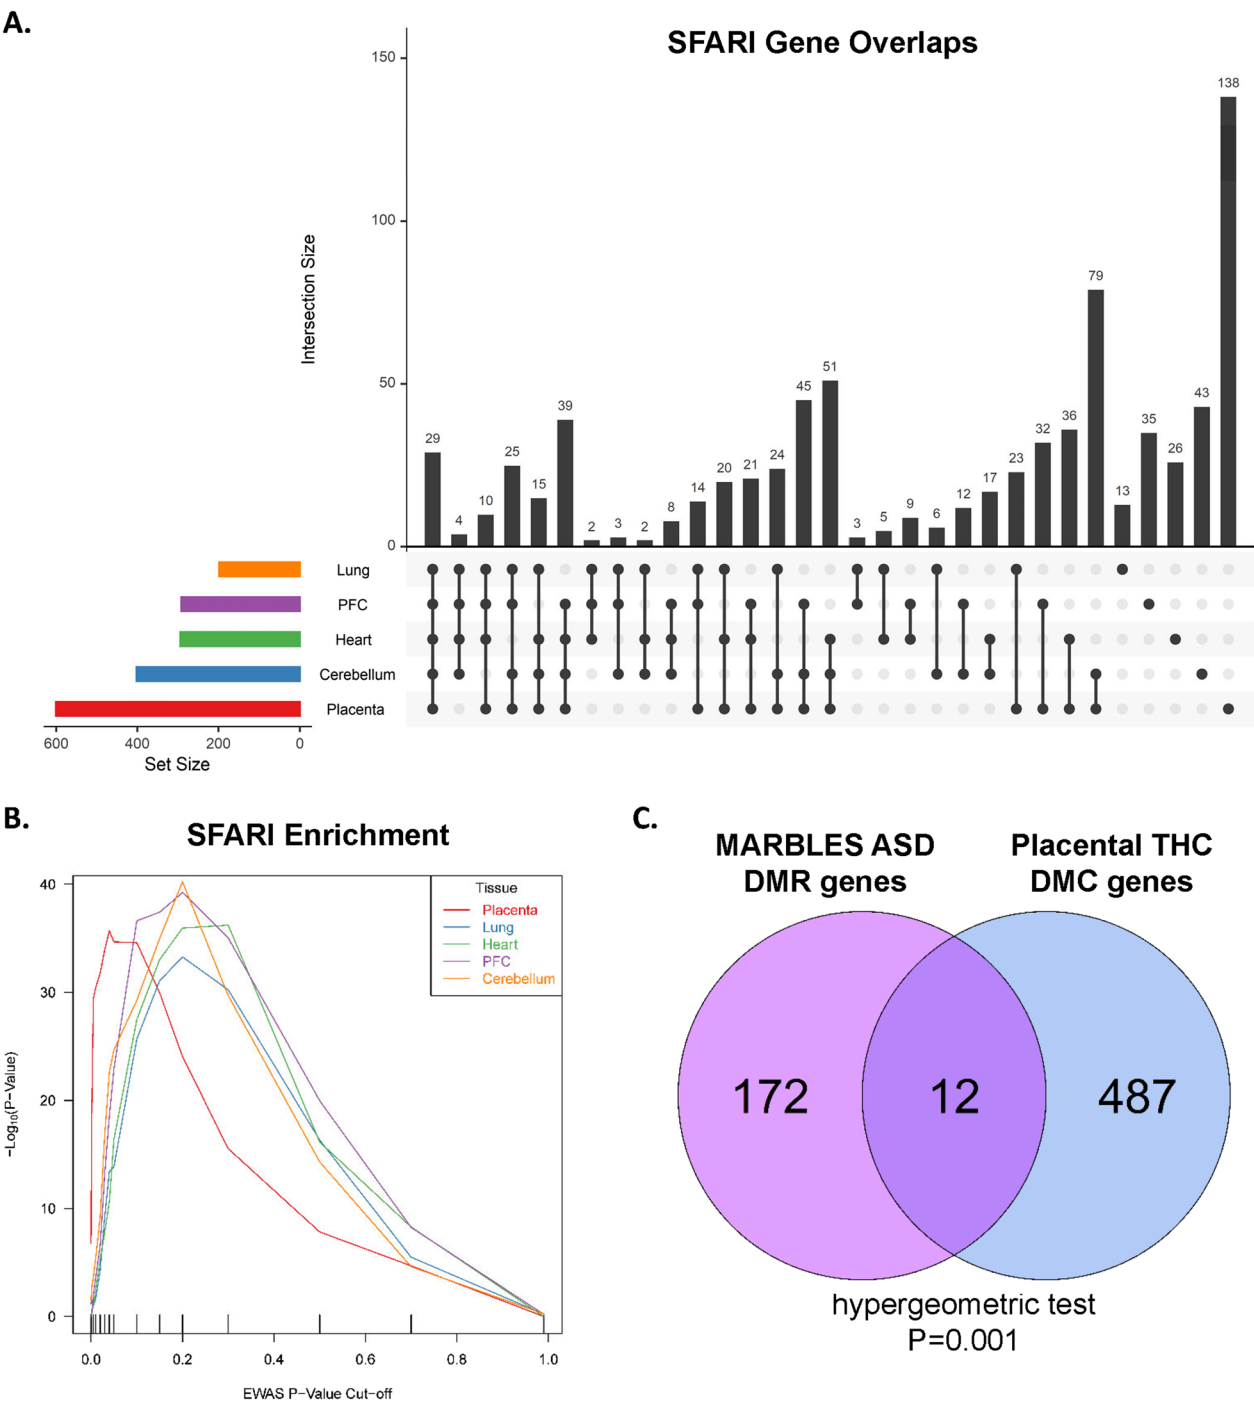 A.
SFARI Gene Overlaps
150
100
50
0
Intersection Size
29 4 10 25 15 39 2 3 2 8 14 20 21 24 45 51 3 5 9 6 12 17 23 32 36 79 13 35 26 43 138
Lung
PFC
Heart
Cerebellum
Placenta
600 400 200 0
Set Size
B.
SFARI Enrichment
Tissue
Placenta
Lung
Heart
PFC
Cerebellum
40
30
20
10
0
−Log₁₀(P−Value)
0.0 0.2 0.4 0.6 0.8 1.0
EWAS P−Value Cut−off
C.
MARBLES ASD
DMR genes
Placental THC
DMC genes
172 12 487
hypergeometric test
P=0.001